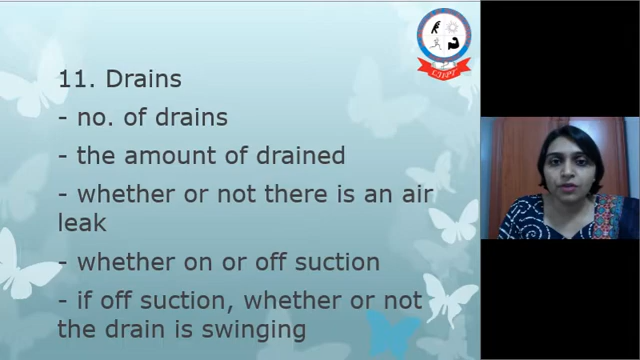 11. Drains
- no. of drains
- the amount of drained
- whether or not there is an air
leak
- whether on or off suction
- if off suction, whether or not
the drain is swinging